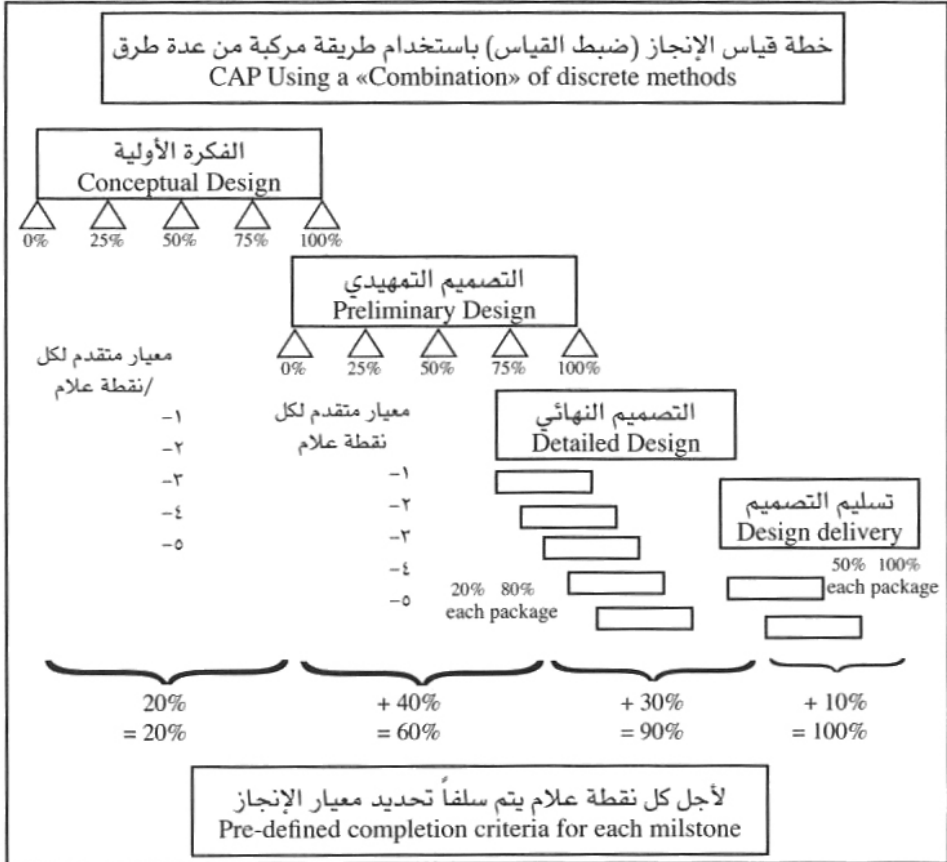 خطة قياس الإنجاز (ضبط القياس) باستخدام طريقة مركبة من عدة طرق
CAP Using a «Combination» of discrete methods
الفكرة الأولية
Conceptual Design
0% 25% 50% 75% 100%
التصميم التمهيدي
Preliminary Design
0% 25% 50% 75% 100%
معيار متقدم لكل
نقطة علام/
١-
٢-
٣-
٤-
٥-
معيار متقدم لكل
نقطة علام
١-
٢-
٣-
٤-
٥-
التصميم النهائي
Detailed Design
20% 80%
each package
تسليم التصميم
Design delivery
50% 100%
each package
20% + 40% + 30% + 10%
= 20% = 60% = 90% = 100%
لأجل كل نقطة علام يتم سلفاً تحديد معيار الإنجاز
Pre-defined completion criteria for each milstone